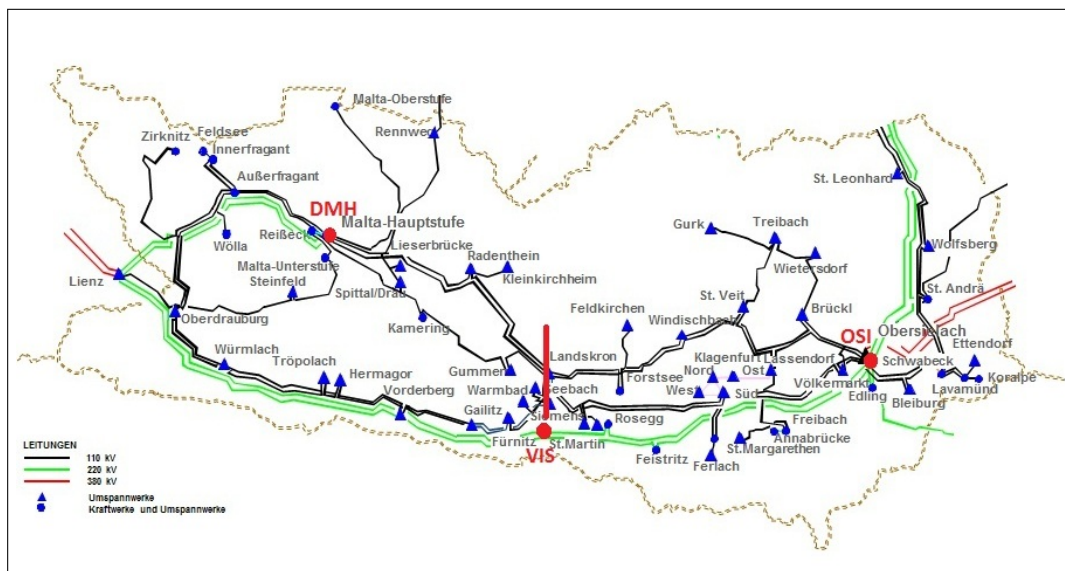 Malta-Oberstufe
Rennweg
Zirknitz
Feldsee
Innerfragant
Außerfragant
DMH
Malta-Hauptstufe
Reißeck
Wölla
Malta-Unterstufe
Lieserbrücke
Radenthein
Kleinkirchheim
Steinfeld
Spittal/Drau
Lienz
Oberdrauburg
Kamering
Würmlach
Tröpolach
Hermagor
Vorderberg
Gummern
Landskron
Warmbad
Seebach
Gailitz
Siemens
Fürnitz
VIS
St.Martin
Rosegg
Feldkirchen
Forstsee
Windischbach
St. Veit
Gurk
Treibach
Wietersdorf
Brückl
Klagenfurt
Nord
Ost
West
Süd
Lassendorf
Völkermarkt
Feistritz
Ferlach
St.Margarethen
Annabrücke
Freibach
St. Leonhard
Wolfsberg
St. Andrä
OSI
Obersielach
Schwabeck
Ettendorf
Edling
Bleiburg
Lavamünd
Koralpe
LEITUNGEN
110 kV
220 kV
380 kV
Umspannwerke
Kraftwerke und Umspannwerke